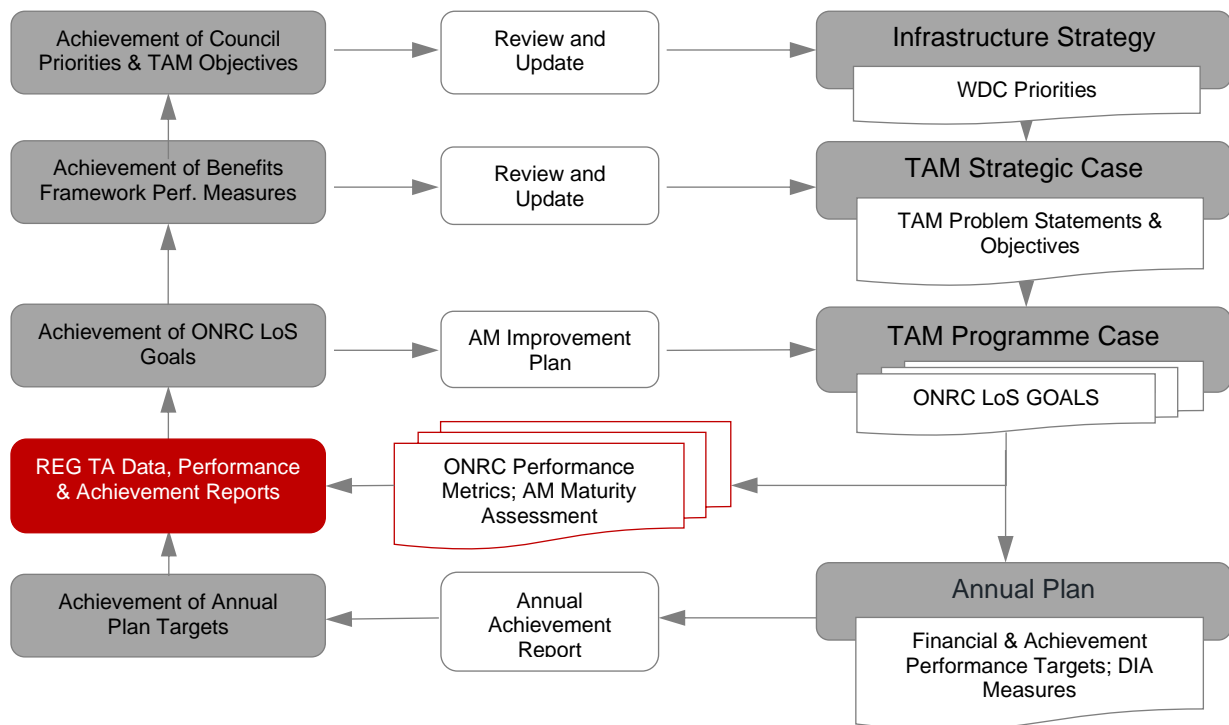 Achievement of Council
Priorities & TAM Objectives
Review and
Update
Infrastructure Strategy
WDC Priorities
Achievement of Benefits
Framework Perf. Measures
Review and
Update
TAM Strategic Case
TAM Problem Statements &
Objectives
Achievement of ONRC LoS
Goals
AM Improvement
Plan
TAM Programme Case
ONRC LoS GOALS
REG TA Data, Performance
& Achievement Reports
ONRC Performance
Metrics; AM Maturity
Assessment
Achievement of Annual
Plan Targets
Annual
Achievement
Report
Annual Plan
Financial & Achievement
Performance Targets; DIA
Measures